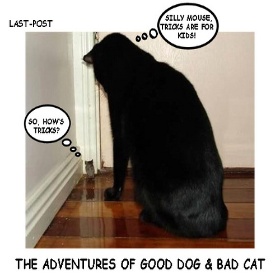 LAST-POST
SILLY MOUSE,
TRICKS ARE FOR
KIDS!
SO, HOW'S
TRICKS?
THE ADVENTURES OF GOOD DOG & BAD CAT